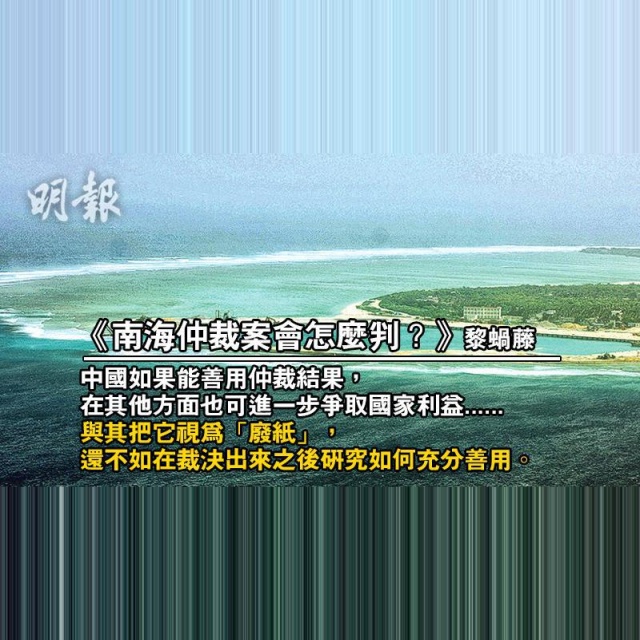 明報
《南海仲裁案會怎麼判？》黎蝸藤
中國如果能善用仲裁結果，
在其他方面也可進一步爭取國家利益......
與其把它視為「廢紙」，
還不如在裁決出來之後研究如何充分善用。